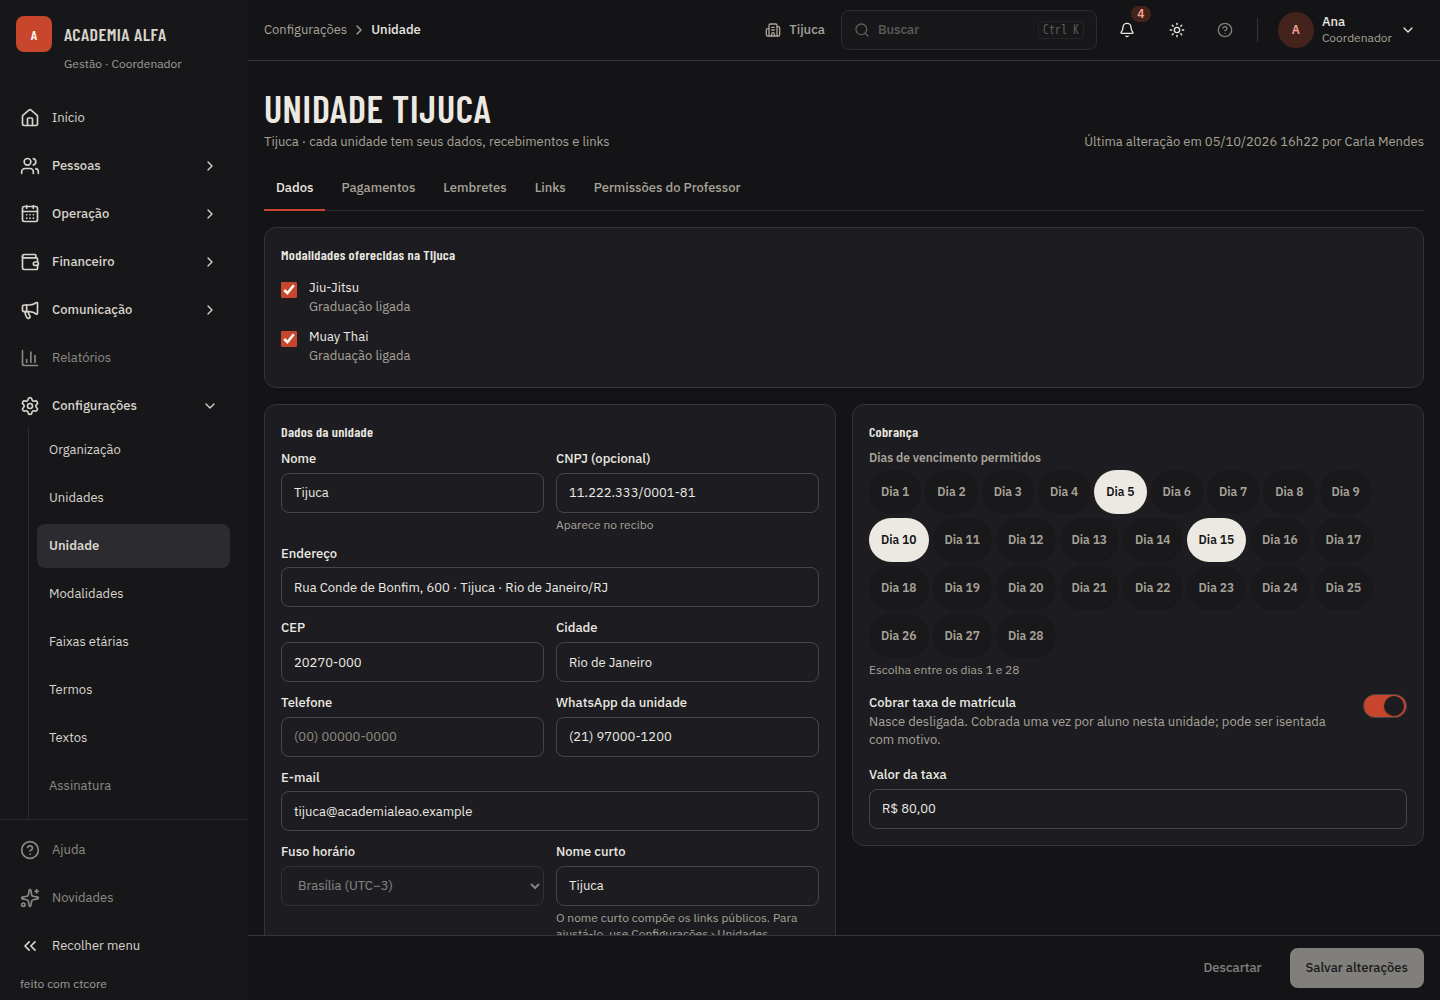 A
ACADEMIA ALFA
Gestão · Coordenador
Início
Pessoas
Operação
Financeiro
Comunicação
Relatórios
Configurações
Organização
Unidades
Unidade
Modalidades
Faixas etárias
Termos
Textos
Assinatura
Ajuda
Novidades
Recolher menu
feito com ctcore
Configurações > Unidade
Tijuca
Buscar
Ctrl K
4
A
Ana
Coordenador
UNIDADE TIJUCA
Tijuca · cada unidade tem seus dados, recebimentos e links
Última alteração em 05/10/2026 16h22 por Carla Mendes
Dados
Pagamentos
Lembretes
Links
Permissões do Professor
Modalidades oferecidas na Tijuca
Jiu-Jitsu
Graduação ligada
Muay Thai
Graduação ligada
Dados da unidade
Nome
CNPJ (opcional)
Tijuca
11.222.333/0001-81
Aparece no recibo
Endereço
Rua Conde de Bonfim, 600 · Tijuca · Rio de Janeiro/RJ
CEP
Cidade
20270-000
Rio de Janeiro
Telefone
WhatsApp da unidade
(00) 00000-0000
(21) 97000-1200
E-mail
tijuca@academialeao.example
Fuso horário
Nome curto
Brasília (UTC−3)
Tijuca
O nome curto compõe os links públicos. Para
ajustá-lo, use Configurações › Unidades.
Cobrança
Dias de vencimento permitidos
Dia 1 Dia 2 Dia 3 Dia 4 Dia 5 Dia 6 Dia 7 Dia 8 Dia 9
Dia 10 Dia 11 Dia 12 Dia 13 Dia 14 Dia 15 Dia 16 Dia 17
Dia 18 Dia 19 Dia 20 Dia 21 Dia 22 Dia 23 Dia 24 Dia 25
Dia 26 Dia 27 Dia 28
Escolha entre os dias 1 e 28
Cobrar taxa de matrícula
Nasce desligada. Cobrada uma vez por aluno nesta unidade; pode ser isentada
com motivo.
Valor da taxa
R$ 80,00
Descartar
Salvar alterações